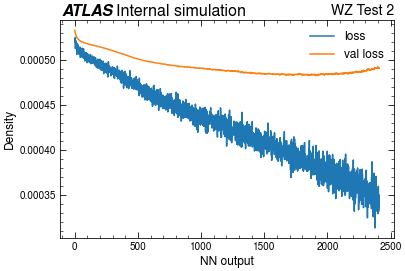 ATLAS Internal simulation
WZ Test 2
loss
val loss
0.00050
0.00045
0.00040
0.00035
Density
0
500
1000
1500
2000
2500
NN output